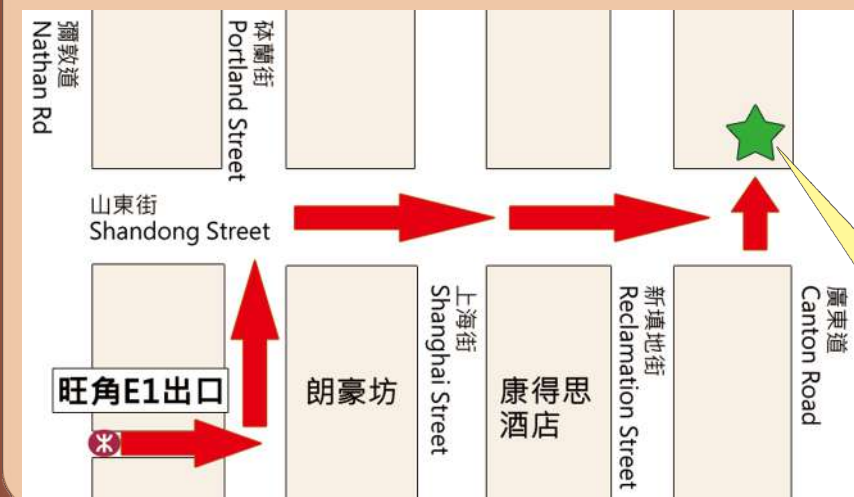 彌敦道
Nathan Rd
砵蘭街
Portland Street
山東街
Shandong Street
旺角E1出口
朗豪坊
上海街
Shanghai Street
康得思
酒店
新填地街
Reclamation Street
廣東道
Canton Road